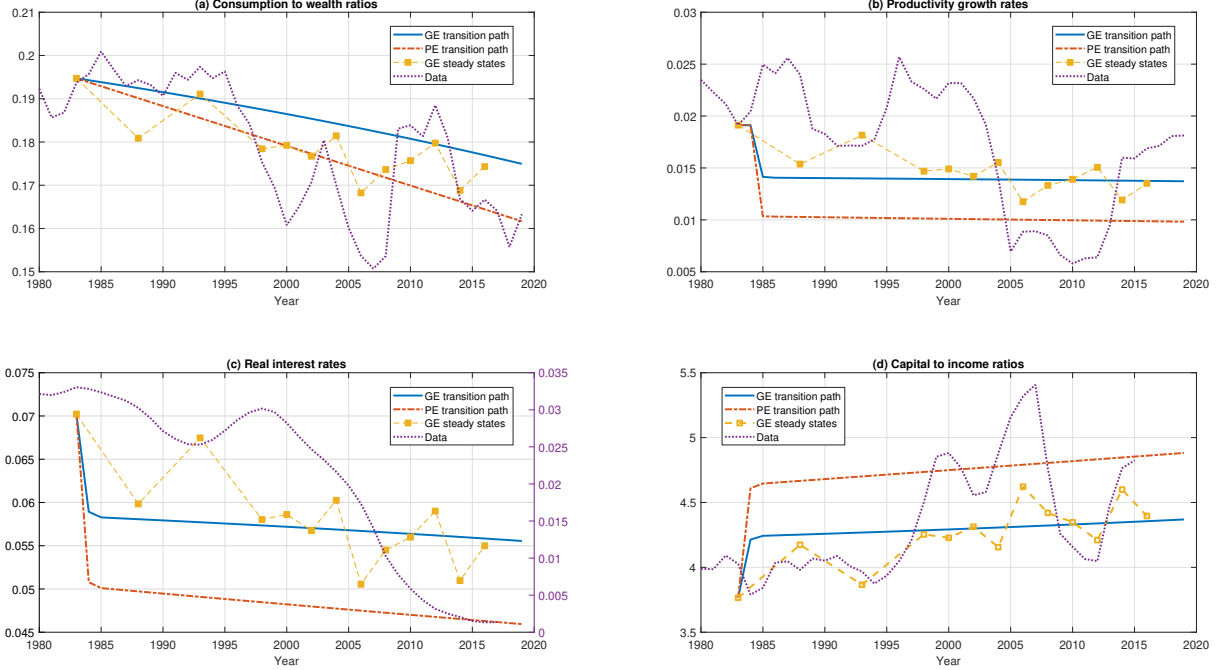 (a) Consumption to wealth ratios
0.21
0.2
0.19
0.18
0.17
0.16
0.15
GE transition path
PE transition path
GE steady states
Data
1980 1985 1990 1995 2000 2005 2010 2015 2020
Year
(b) Productivity growth rates
0.03
0.025
0.02
0.015
0.01
0.005
GE transition path
PE transition path
GE steady states
Data
1980 1985 1990 1995 2000 2005 2010 2015 2020
Year
(c) Real interest rates
0.075
0.07
0.065
0.06
0.055
0.05
0.045
GE transition path
PE transition path
GE steady states
Data
0.035
0.03
0.025
0.02
0.015
0.01
0.005
0
1980 1985 1990 1995 2000 2005 2010 2015 2020
Year
(d) Capital to income ratios
5.5
5
4.5
4
3.5
GE transition path
PE transition path
GE steady states
Data
1980 1985 1990 1995 2000 2005 2010 2015 2020
Year